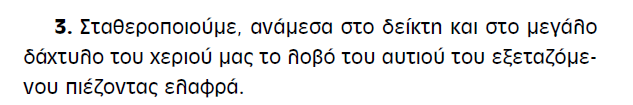 3. Σταθεροποιούμε, ανάμεσα στο δείκτη και στο μεγάλο
δάχτυλο του χεριού μας το λοβό του αυτιού του εξεταζόμε-
νου πιέζοντας ελαφρά.